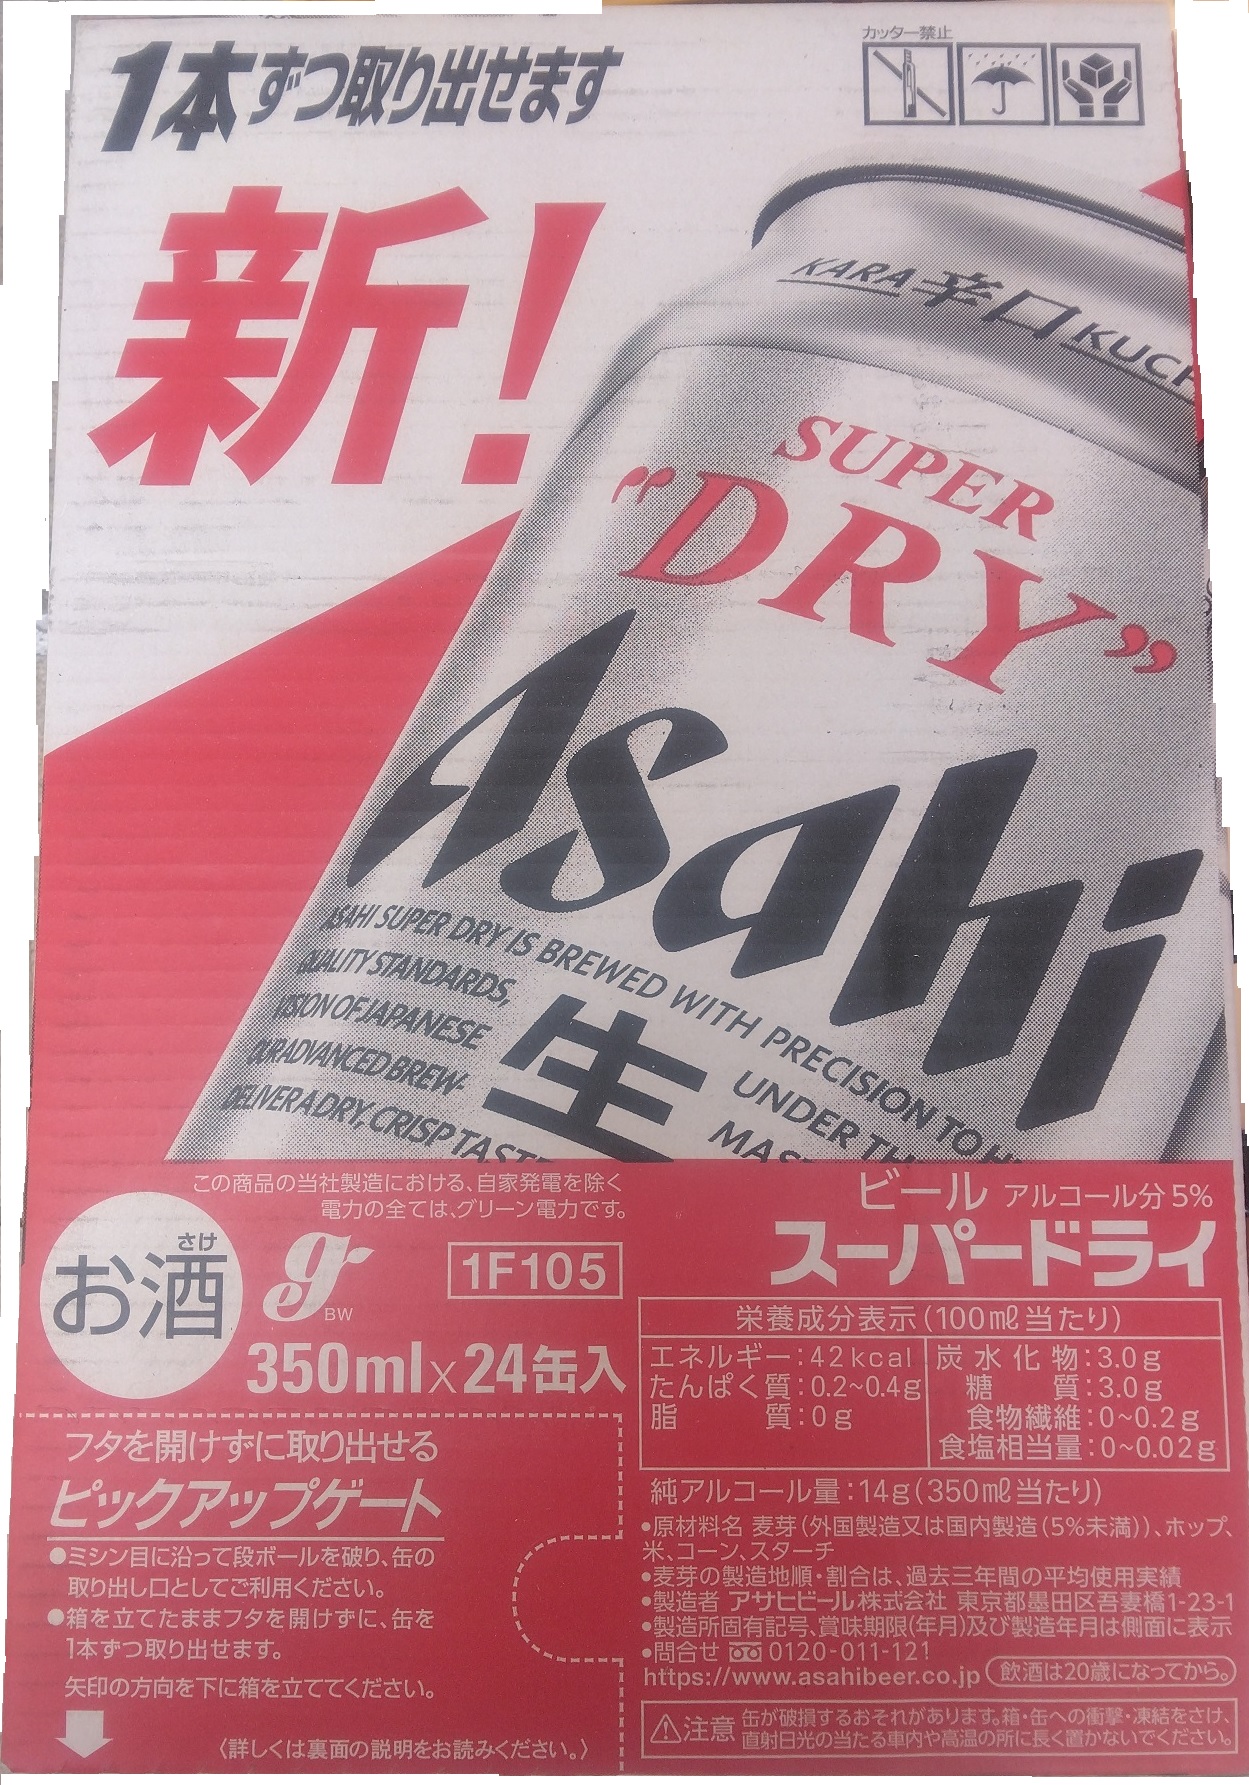 1本ずつ取り出せます
カッター禁止
新!
KARA 辛口 KUCH
SUPER
"DRY"
Asahi
ASAHI SUPER DRY IS BREWED WITH PRECISION TO H
QUALITY STANDARDS,
UNDER TH
VISION OF JAPANESE
MAS
OUR ADVANCED BREW-
DELIVER A DRY, CRISP TAST
生
この商品の当社製造における、自家発電を除く
電力の全ては、グリーン電力です。
さけ
お酒
g
BW
1F105
350ml×24缶入
ビール アルコール分5%
スーパードライ
栄養成分表示(100㎖当たり)
エネルギー:42kcal
たんぱく質:0.2~0.4g
脂質:0g
炭水化物:3.0g
糖質:3.0g
食物繊維:0~0.2g
食塩相当量:0~0.02g
純アルコール量:14g(350㎖当たり)
●原材料名 麦芽(外国製造又は国内製造(5%未満))、ホップ、
米、コーン、スターチ
●麦芽の製造地順・割合は、過去三年間の平均使用実績
●製造者 アサヒビール株式会社 東京都墨田区吾妻橋1-23-1
●製造所固有記号、賞味期限(年月)及び製造年月は側面に表示
●問合せ 0120-011-121
https://www.asahibeer.co.jp 飲酒は20歳になってから。
注意 缶が破損するおそれがあります。箱・缶への衝撃・凍結をさけ、
直射日光の当たる車内や高温の所に長く置かないでください。
フタを開けずに取り出せる
ピックアップゲート
●ミシン目に沿って段ボールを破り、缶の
取り出し口としてご利用ください。
●箱を立てたままフタを開けずに、缶を
1本ずつ取り出せます。
矢印の方向を下に箱を立ててください。
〈詳しくは裏面の説明をお読みください。〉